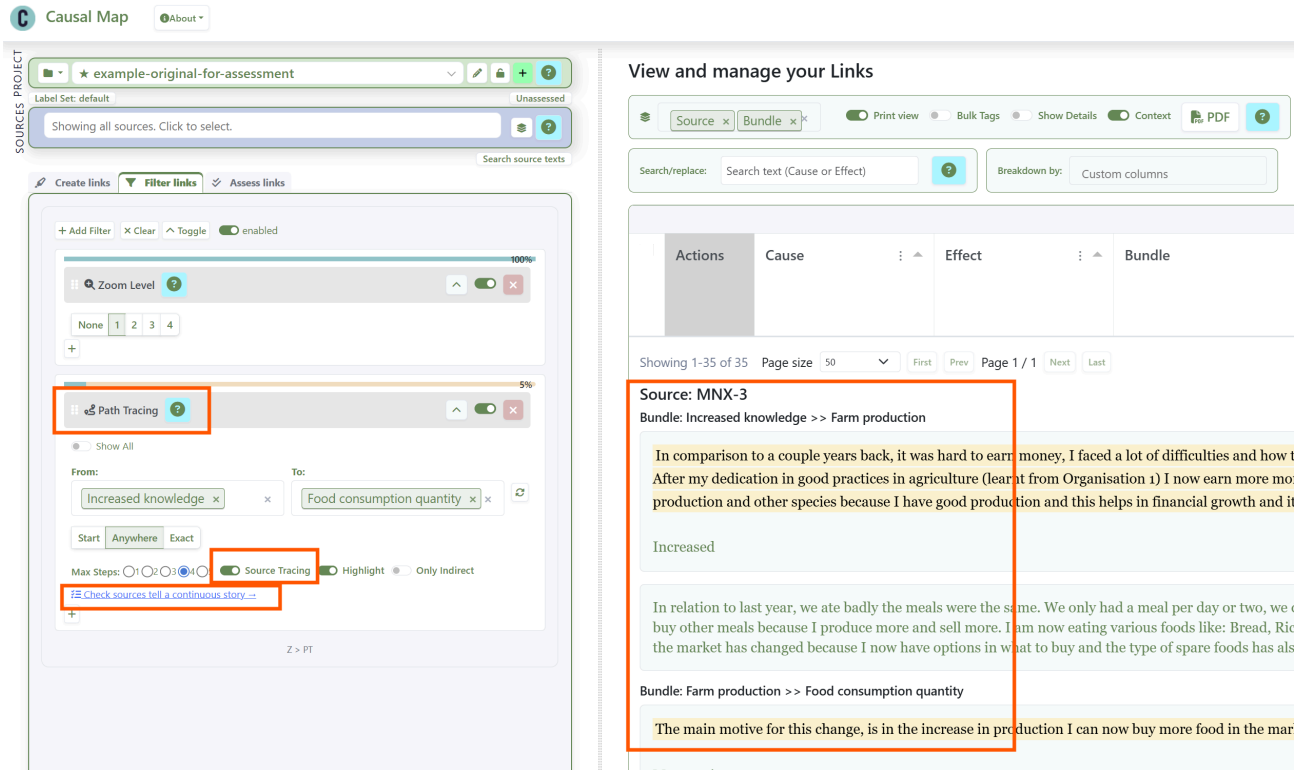 Causal Map
About
PROJECT
★ example-original-for-assessment
Label Set: default
Unassessed
SOURCES
Showing all sources. Click to select.
Search source texts
Create links
Filter links
Assess links
+ Add Filter
× Clear
Toggle
enabled
100%
Zoom Level
None 1 2 3 4
+
5%
Path Tracing
Show All
From:
To:
Increased knowledge ×
×
Food consumption quantity ×
×
Start Anywhere Exact
Max Steps: 1 2 3 4
Source Tracing
Highlight
Only Indirect
Check sources tell a continuous story →
+
Z > PT
View and manage your Links
Source ×
Bundle ×
×
Print view
Bulk Tags
Show Details
Context
PDF
?
Search/replace:
Search text (Cause or Effect)
?
Breakdown by:
Custom columns
Actions
Cause
Effect
Bundle
Showing 1-35 of 35 Page size 50 First Prev Page 1 / 1 Next Last
Source: MNX-3
Bundle: Increased knowledge >> Farm production
In comparison to a couple years back, it was hard to earn money, I faced a lot of difficulties and how t
After my dedication in good practices in agriculture (learnt from Organisation 1) I now earn more mo
production and other species because I have good production and this helps in financial growth and it
Increased
In relation to last year, we ate badly the meals were the same. We only had a meal per day or two, we
buy other meals because I produce more and sell more. I am now eating various foods like: Bread, Ric
the market has changed because I now have options in what to buy and the type of spare foods has als
Bundle: Farm production >> Food consumption quantity
The main motive for this change, is in the increase in production I can now buy more food in the mar